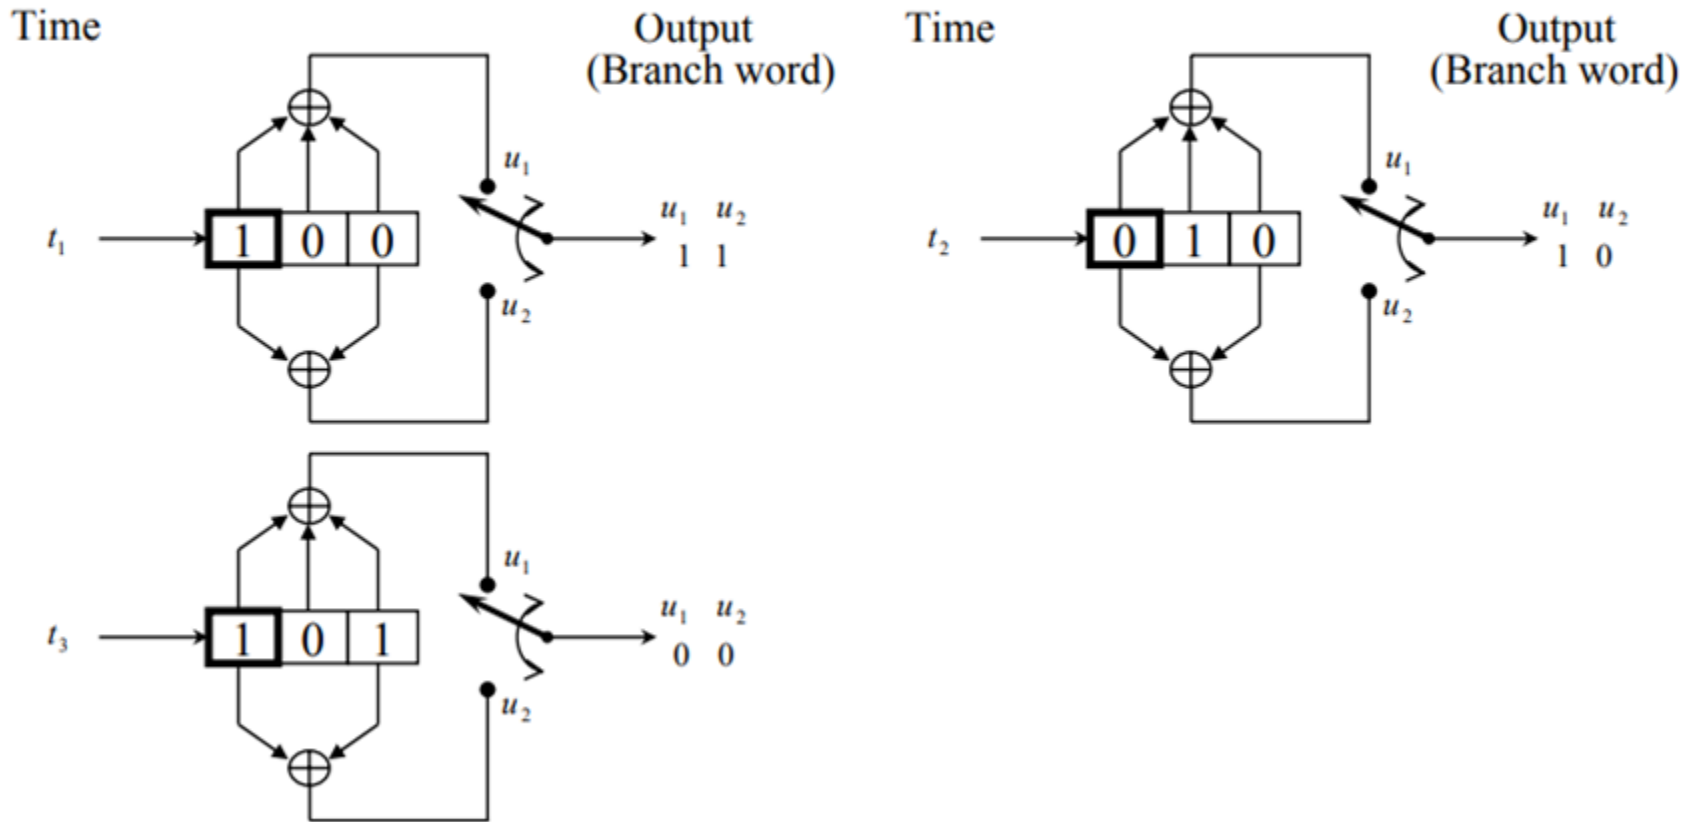 Time Output Time Output
(Branch word) (Branch word)
u₁ u₁
u₁ u₂ u₁ u₂
t₁ 1 0 0 t₂ 0 1 0
1 1 1 0
u₂ u₂
u₁
u₁ u₂
t₃ 1 0 1
0 0
u₂